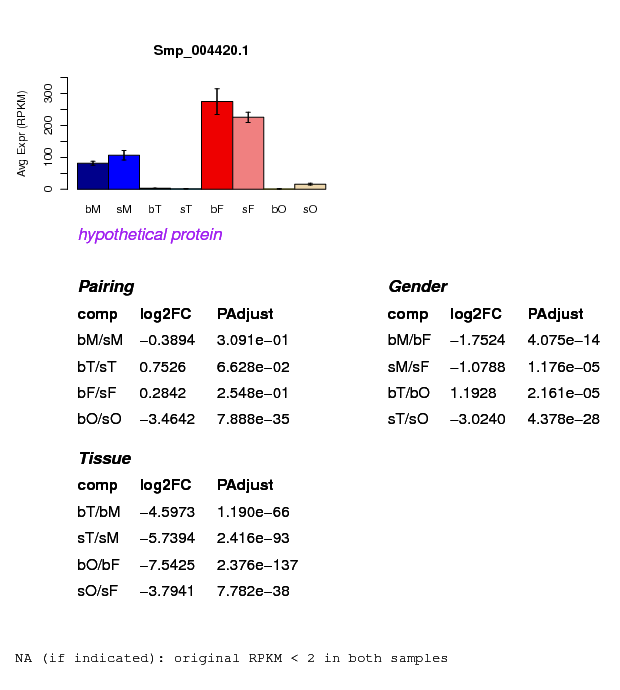 Smp_004420.1
Avg Expr (RPKM)
300
200
100
0
bM sM bT sT bF sF bO sO
hypothetical protein
Pairing
comp log2FC PAdjust
bM/sM −0.3894 3.091e−01
bT/sT 0.7526 6.628e−02
bF/sF 0.2842 2.548e−01
bO/sO −3.4642 7.888e−35
Gender
comp log2FC PAdjust
bM/bF −1.7524 4.075e−14
sM/sF −1.0788 1.176e−05
bT/bO 1.1928 2.161e−05
sT/sO −3.0240 4.378e−28
Tissue
comp log2FC PAdjust
bT/bM −4.5973 1.190e−66
sT/sM −5.7394 2.416e−93
bO/bF −7.5425 2.376e−137
sO/sF −3.7941 7.782e−38
NA (if indicated): original RPKM < 2 in both samples